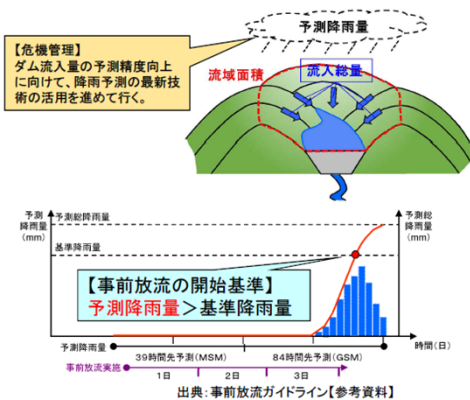 予測降雨量
【危機管理】
ダム流入量の予測精度向上
に向けて、降雨予測の最新技
術の活用を進めて行く。
流域面積
流入総量
予測
降雨量
(mm)
予測総降雨量
基準降雨量
予測総
降雨量
(mm)
【事前放流の開始基準】
予測降雨量＞基準降雨量
時間(日)
予測降雨量
39時間先予測(MSM)
84時間先予測(GSM)
事前放流実施
1日
2日
3日
出典：事前放流ガイドライン【参考資料】